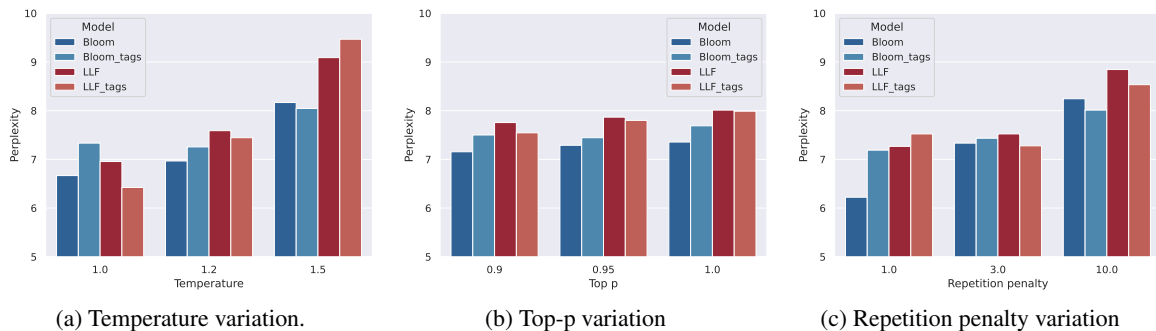 10
9
8
7
6
5
Perplexity
Model
Bloom
Bloom_tags
LLF
LLF_tags
1.0 1.2 1.5
Temperature
(a) Temperature variation.
10
9
8
7
6
5
Perplexity
Model
Bloom
Bloom_tags
LLF
LLF_tags
0.9 0.95 1.0
Top p
(b) Top-p variation
10
9
8
7
6
5
Perplexity
Model
Bloom
Bloom_tags
LLF
LLF_tags
1.0 3.0 10.0
Repetition penalty
(c) Repetition penalty variation